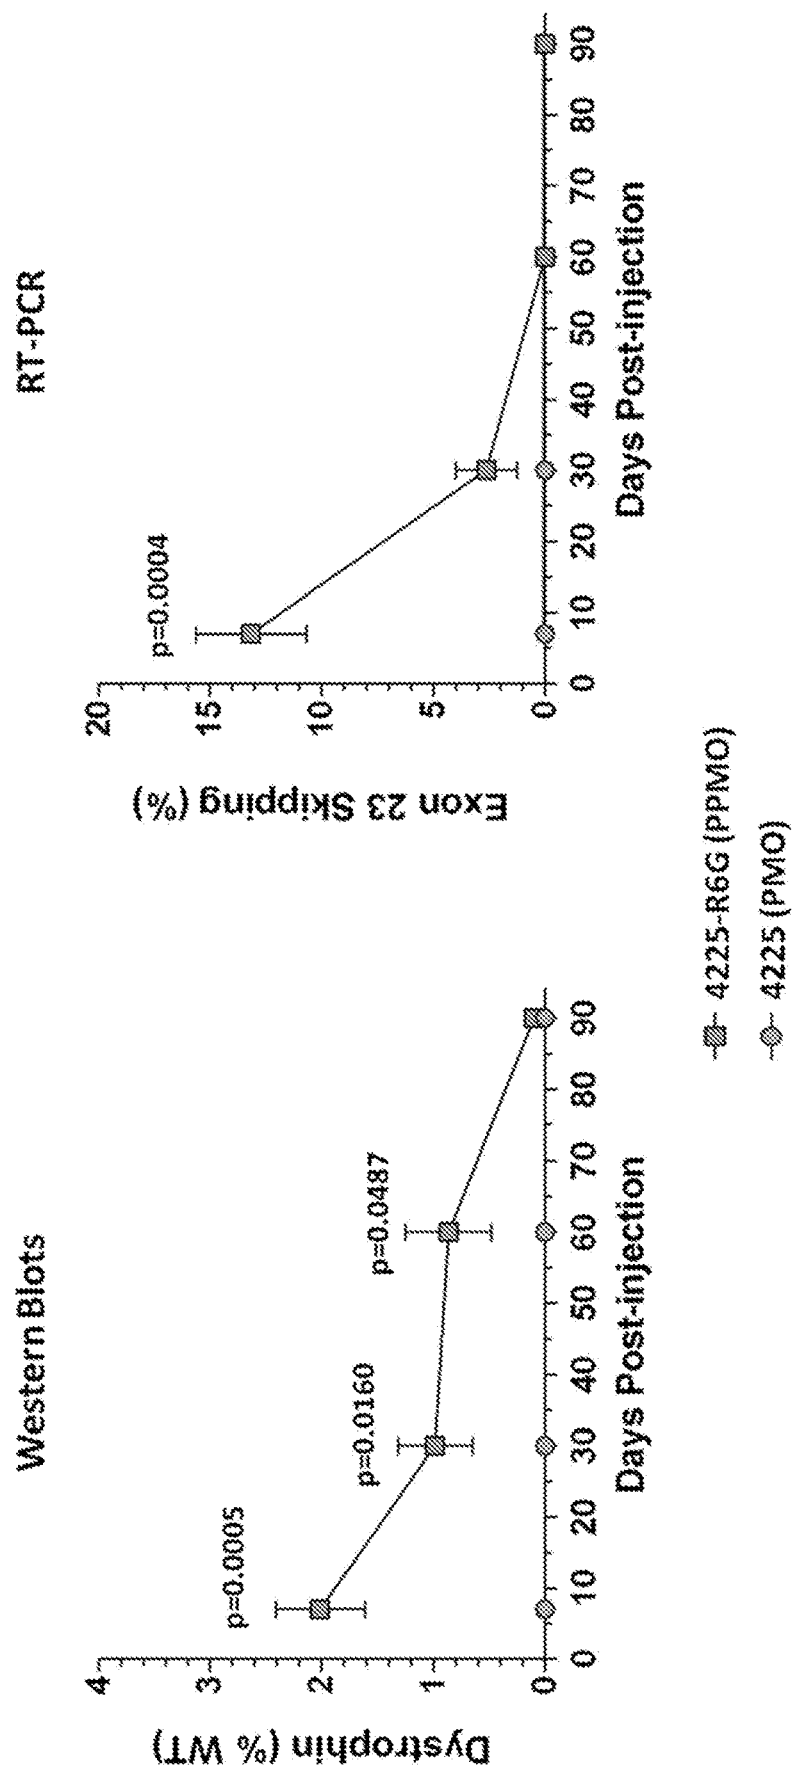 Western Blots
Dystrophin (% WT)
4
3
2
1
0
p=0.0005
p=0.0160
p=0.0487
0 10 20 30 40 50 60 70 80 90
Days Post-injection
RT-PCR
Exon 23 Skipping (%)
20
15
10
5
0
p=0.0004
0 10 20 30 40 50 60 70 80 90
Days Post-injection
4225-R6G (PPMO)
4225 (PMO)